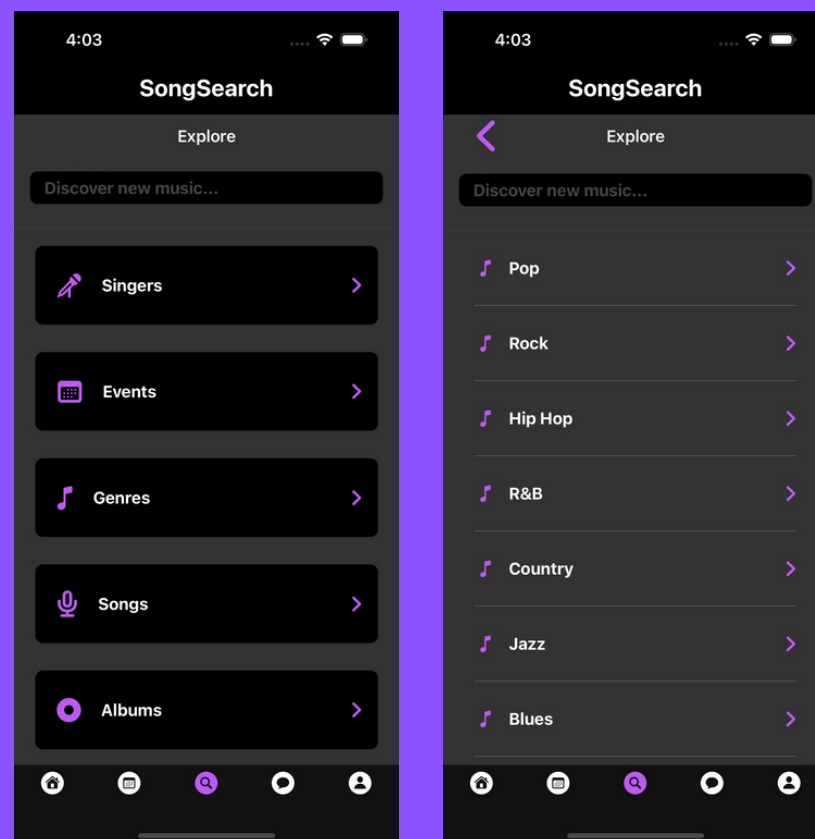 4:03
SongSearch
Explore
Discover new music...
Singers
Events
Genres
Songs
Albums
4:03
SongSearch
Explore
Discover new music...
Pop
Rock
Hip Hop
R&B
Country
Jazz
Blues